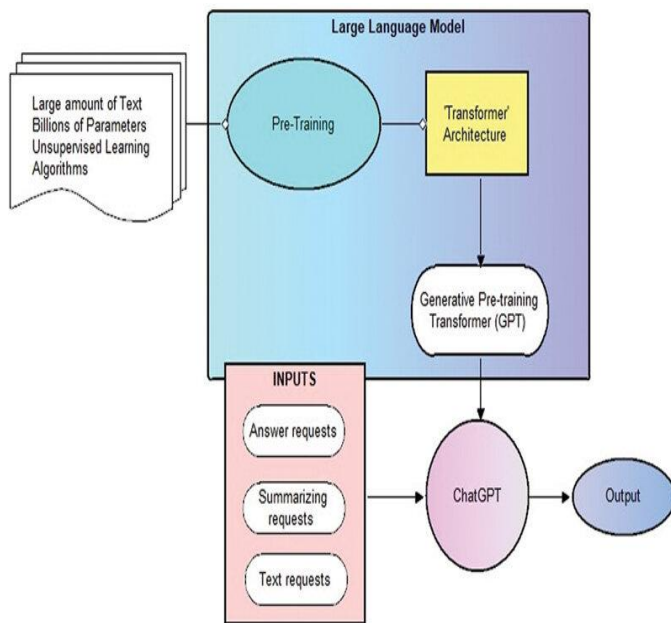 Large Language Model
Large amount of Text
Billions of Parameters
Unsupervised Learning
Algorithms
Pre-Training
'Transformer'
Architecture
Generative Pre-training
Transformer (GPT)
INPUTS
Answer requests
Summarizing
requests
Text requests
ChatGPT
Output